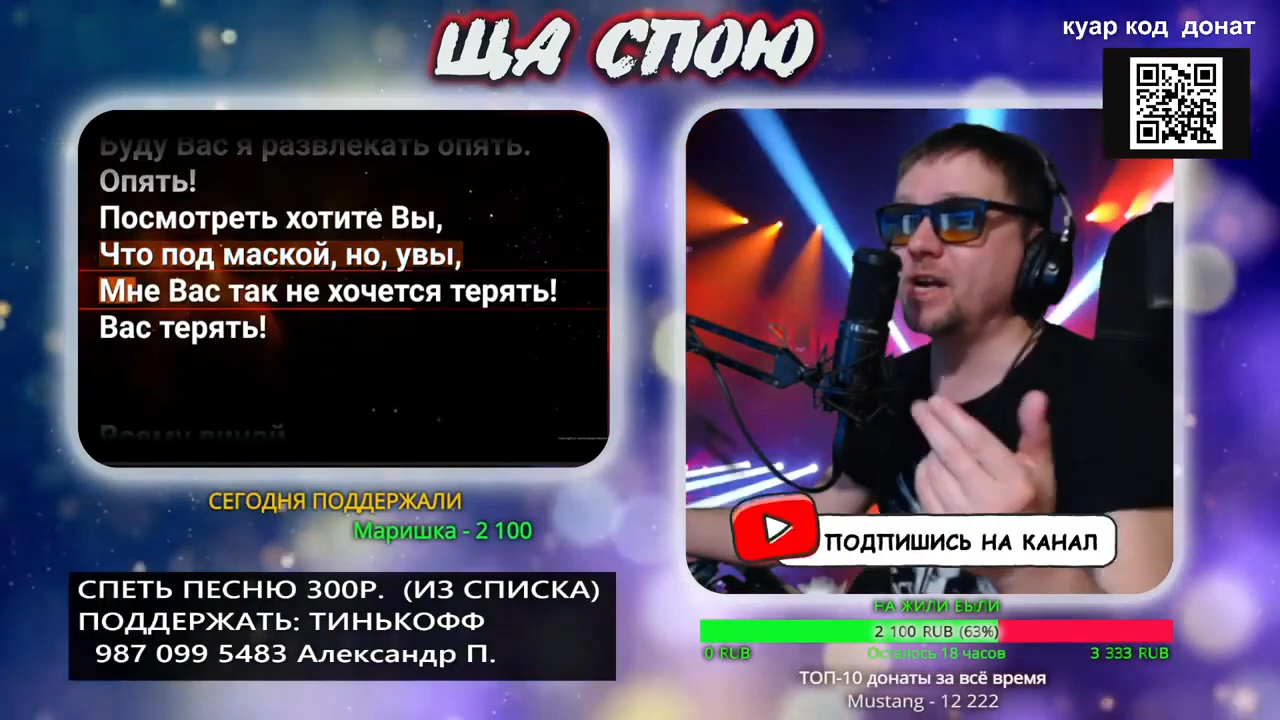 ЩА СПОЮ
куар код донат
Буду Вас я развлекать опять.
Опять!
Посмотреть хотите Вы,
Что под маской, но, увы,
Мне Вас так не хочется терять!
Вас терять!
СЕГОДНЯ ПОДДЕРЖАЛИ
Маришка - 2 100
СПЕТЬ ПЕСНЮ 300Р. (ИЗ СПИСКА)
ПОДДЕРЖАТЬ: ТИНЬКОФФ
987 099 5483 Александр П.
ПОДПИШИСЬ НА КАНАЛ
НА ЖИЛИ БЫЛИ
2 100 RUB (63%)
0 RUB
Осталось 18 часов
3 333 RUB
ТОП-10 донаты за всё время
Mustang - 12 222